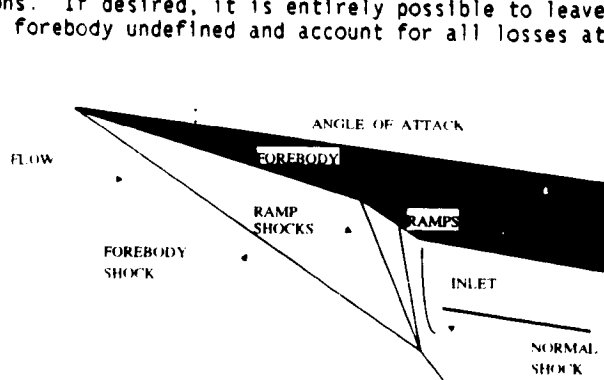 ons. If desired, it is entirely possible to leave
forebody undefined and account for all losses at
ANGLE OF ATTACK
FLOW
FOREBODY
RAMP
SHOCKS
RAMPS
FOREBODY
SHOCK
INLET
NORMAL
SHOCK